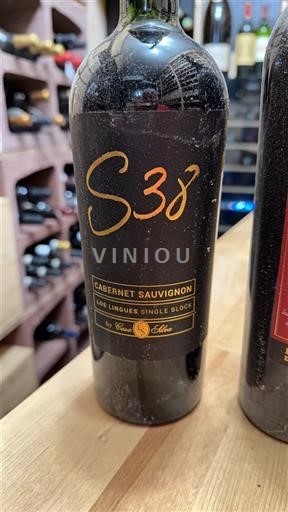 S38
VINIOU
CABERNET SAUVIGNON
LOS LINGUES SINGLE BLOCK
by Casa Silva